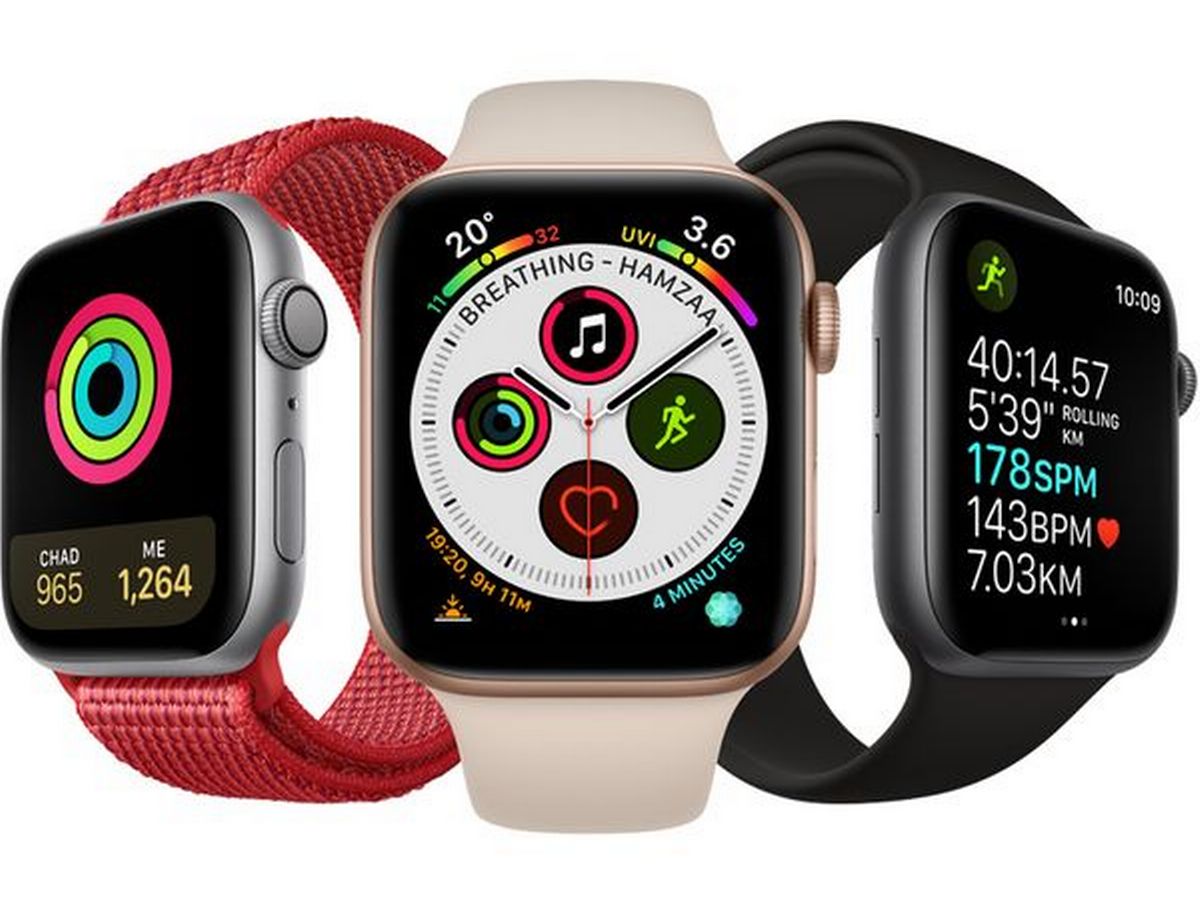 CHAD
965
ME
1,264
20°
11
32
UVI
3.6
BREATHING - HAMZAA
19:20, 9H 11M
4 MINUTES
10:09
40:14.57
5'39" ROLLING
KM
178SPM
143BPM
7.03KM